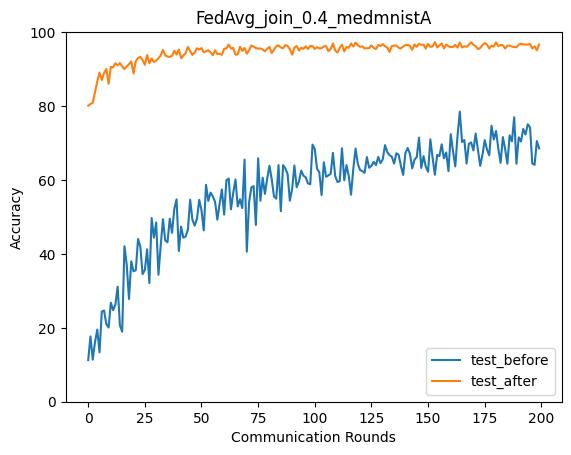 FedAvg_join_0.4_medmnistA
Accuracy
100
80
60
40
20
0
0 25 50 75 100 125 150 175 200
Communication Rounds
test_before
test_after